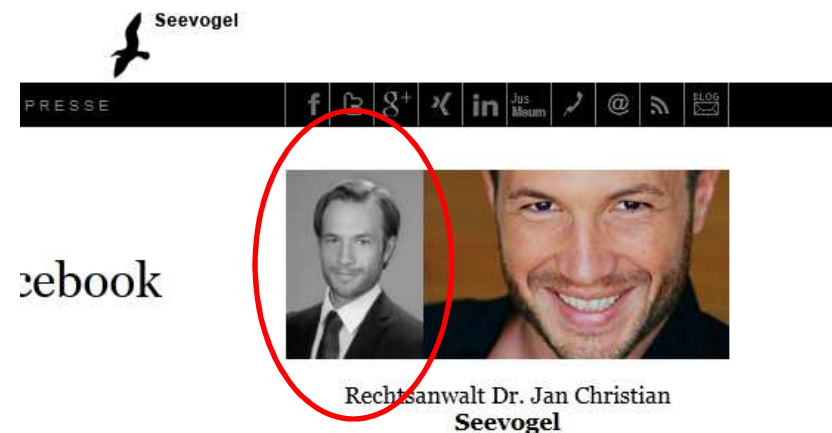 Seevogel
PRESSE
f g+ in Jus Meum @ BLOG
cebook
Rechtsanwalt Dr. Jan Christian
Seevogel